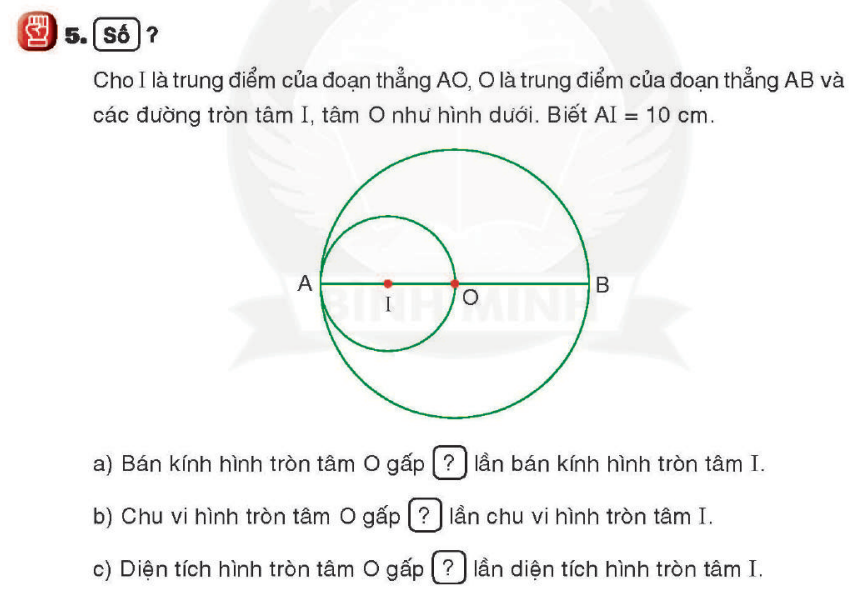 5. Số ?
Cho I là trung điểm của đoạn thẳng AO, O là trung điểm của đoạn thẳng AB và
các đường tròn tâm I, tâm O như hình dưới. Biết AI = 10 cm.
A
I
O
B
BÌNH MINH
a) Bán kính hình tròn tâm O gấp ? lần bán kính hình tròn tâm I.
b) Chu vi hình tròn tâm O gấp ? lần chu vi hình tròn tâm I.
c) Diện tích hình tròn tâm O gấp ? lần diện tích hình tròn tâm I.